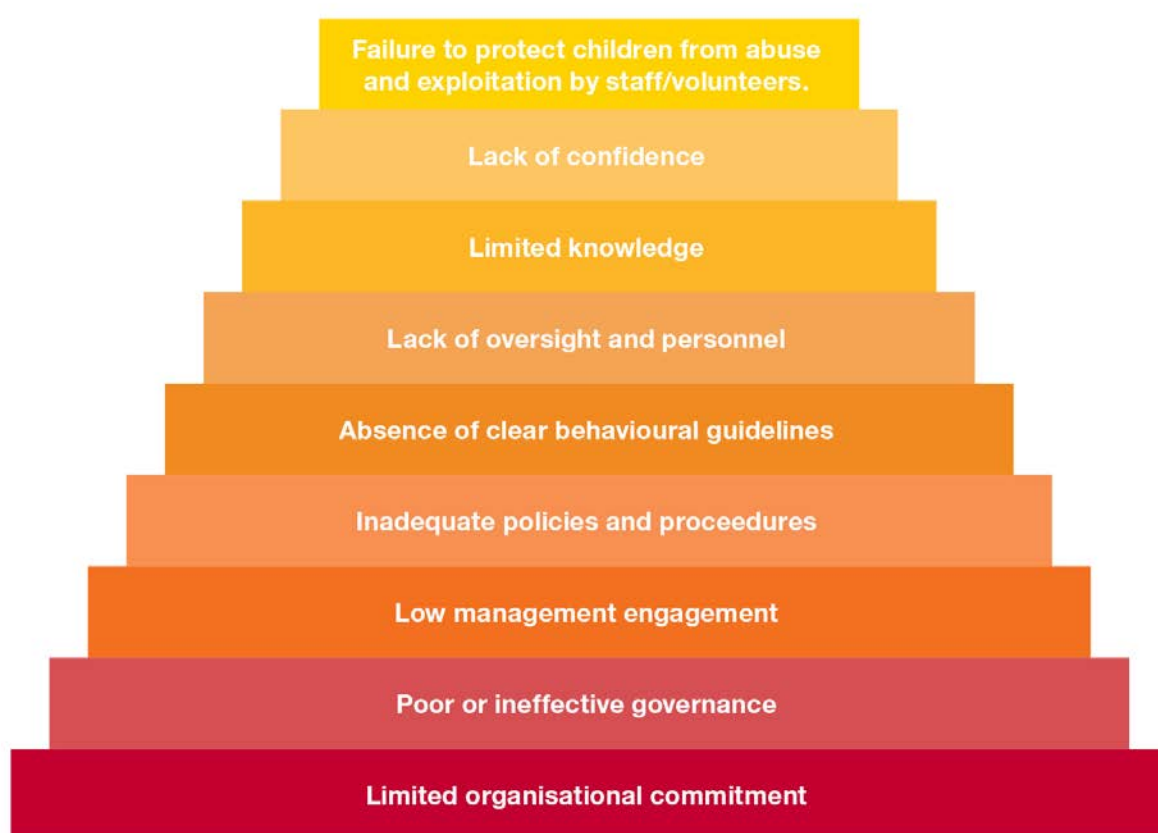 Failure to protect children from abuse
and exploitation by staff/volunteers.
Lack of confidence
Limited knowledge
Lack of oversight and personnel
Absence of clear behavioural guidelines
Inadequate policies and proceedures
Low management engagement
Poor or ineffective governance
Limited organisational commitment